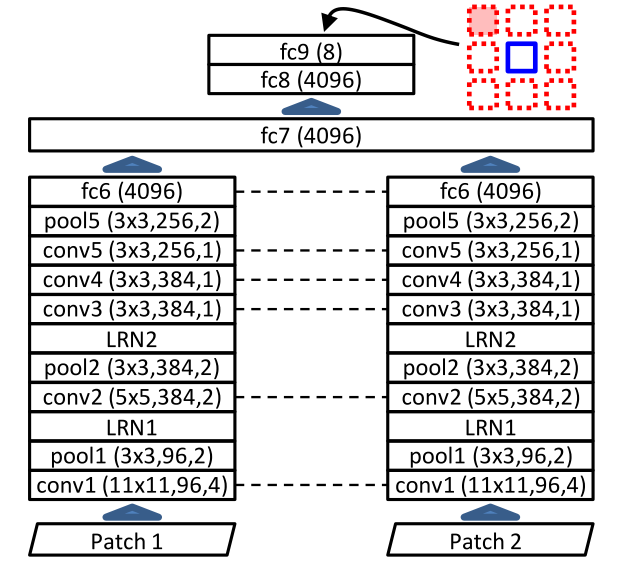 fc9 (8)
fc8 (4096)
fc7 (4096)
fc6 (4096)
pool5 (3x3,256,2)
conv5 (3x3,256,1)
conv4 (3x3,384,1)
conv3 (3x3,384,1)
LRN2
pool2 (3x3,384,2)
conv2 (5x5,384,2)
LRN1
pool1 (3x3,96,2)
conv1 (11x11,96,4)
Patch 1
fc6 (4096)
pool5 (3x3,256,2)
conv5 (3x3,256,1)
conv4 (3x3,384,1)
conv3 (3x3,384,1)
LRN2
pool2 (3x3,384,2)
conv2 (5x5,384,2)
LRN1
pool1 (3x3,96,2)
conv1 (11x11,96,4)
Patch 2